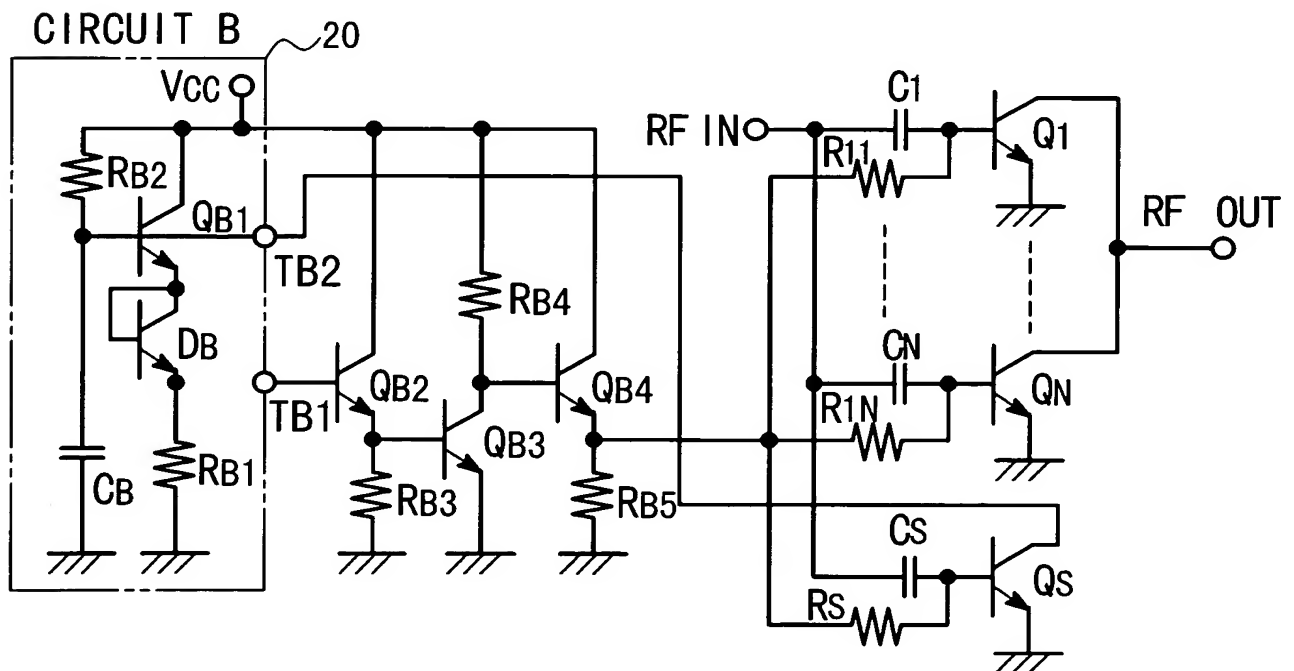 CIRCUIT B
20
VCC
C1
RF IN
Q1
R11
RB2
QB1
RF OUT
TB2
RB4
DB
CN
QB2
QB4
QN
TB1
R1N
QB3
RB1
CB
RB3
RB5
CS
QS
RS